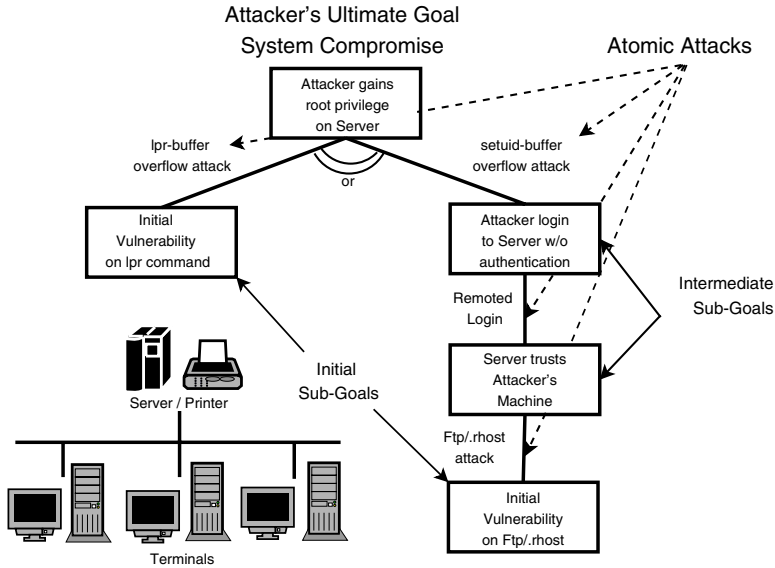 Attacker's Ultimate Goal
System Compromise
Atomic Attacks
Attacker gains
root privilege
on Server
lpr-buffer
overflow attack
setuid-buffer
overflow attack
or
Initial
Vulnerability
on lpr command
Attacker login
to Server w/o
authentication
Intermediate
Sub-Goals
Remoted
Login
Server / Printer
Initial
Sub-Goals
Server trusts
Attacker's
Machine
Ftp/.rhost
attack
Initial
Vulnerability
on Ftp/.rhost
Terminals